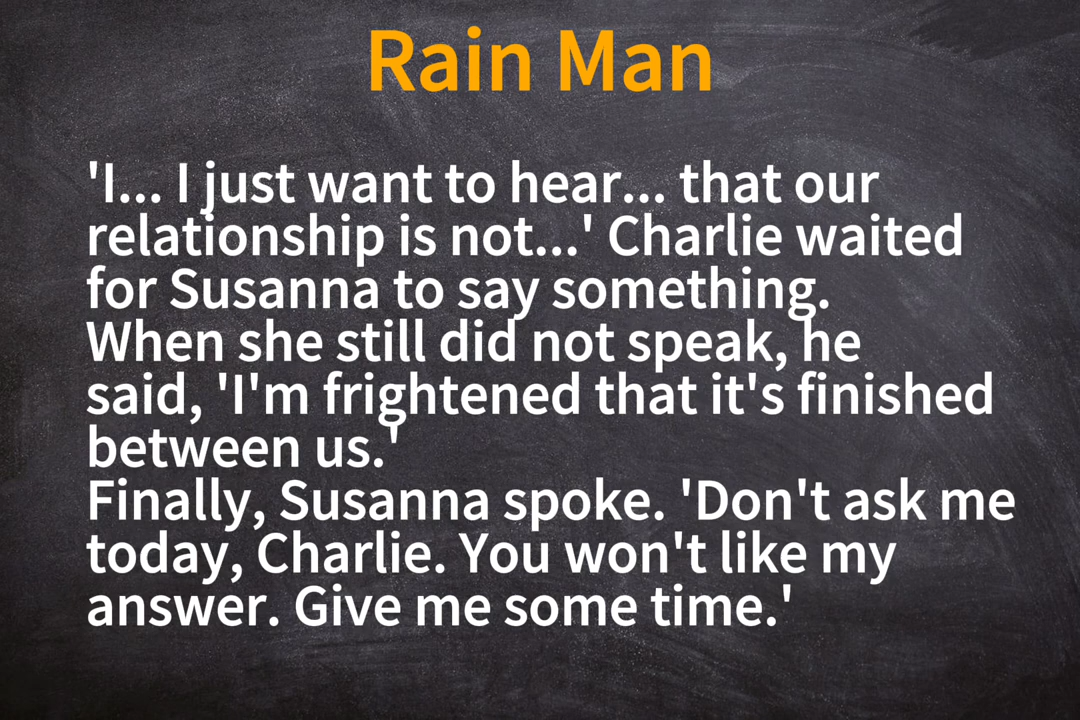 Rain Man
'I... I just want to hear... that our
relationship is not...' Charlie waited
for Susanna to say something.
When she still did not speak, he
said, 'I'm frightened that it's finished
between us.'
Finally, Susanna spoke. 'Don't ask me
today, Charlie. You won't like my
answer. Give me some time.'